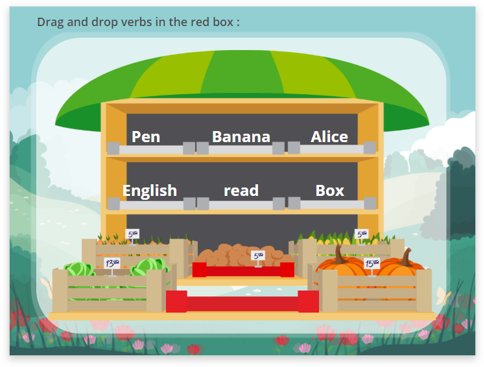 Drag and drop verbs in the red box :
Pen Banana Alice
English read Box